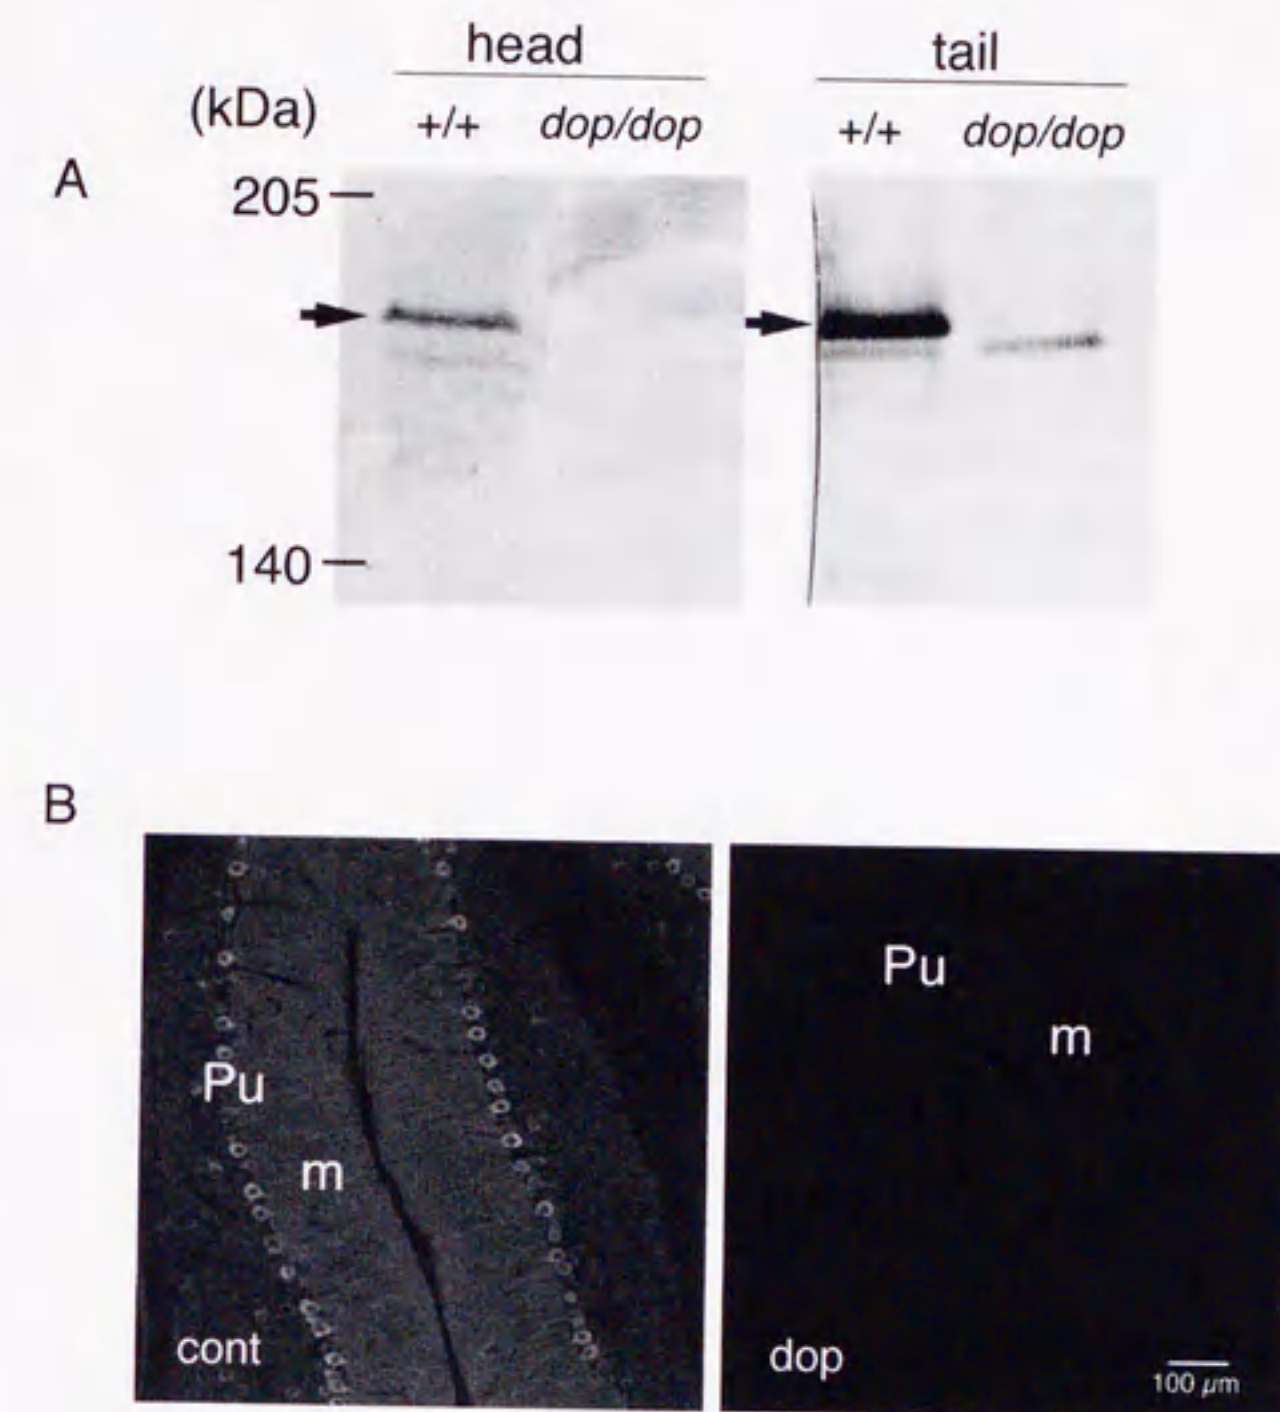 head tail
(kDa) +/+ dop/dop +/+ dop/dop
A
205
140
B
Pu
m
cont
Pu
m
dop
100 μm